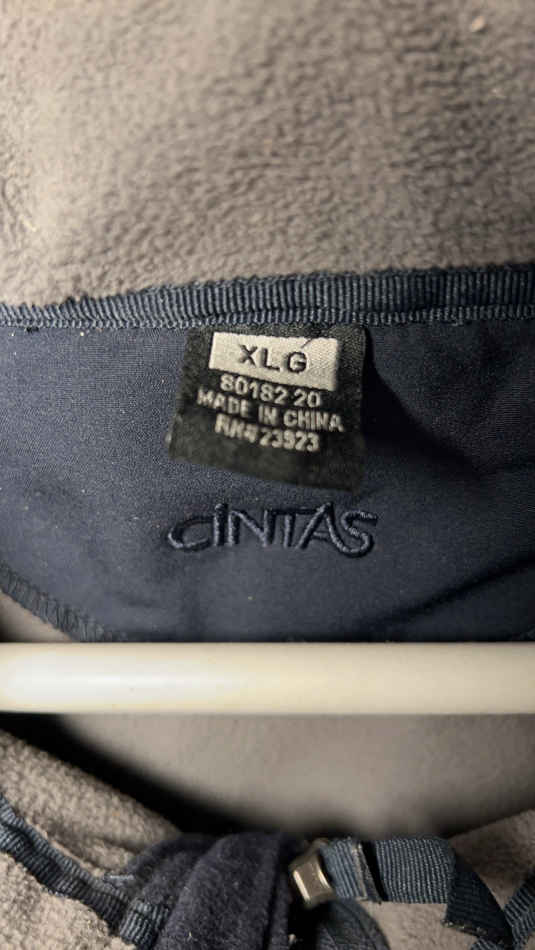 XLG
80182 20
MADE IN CHINA
RN# 23923
CINTAS